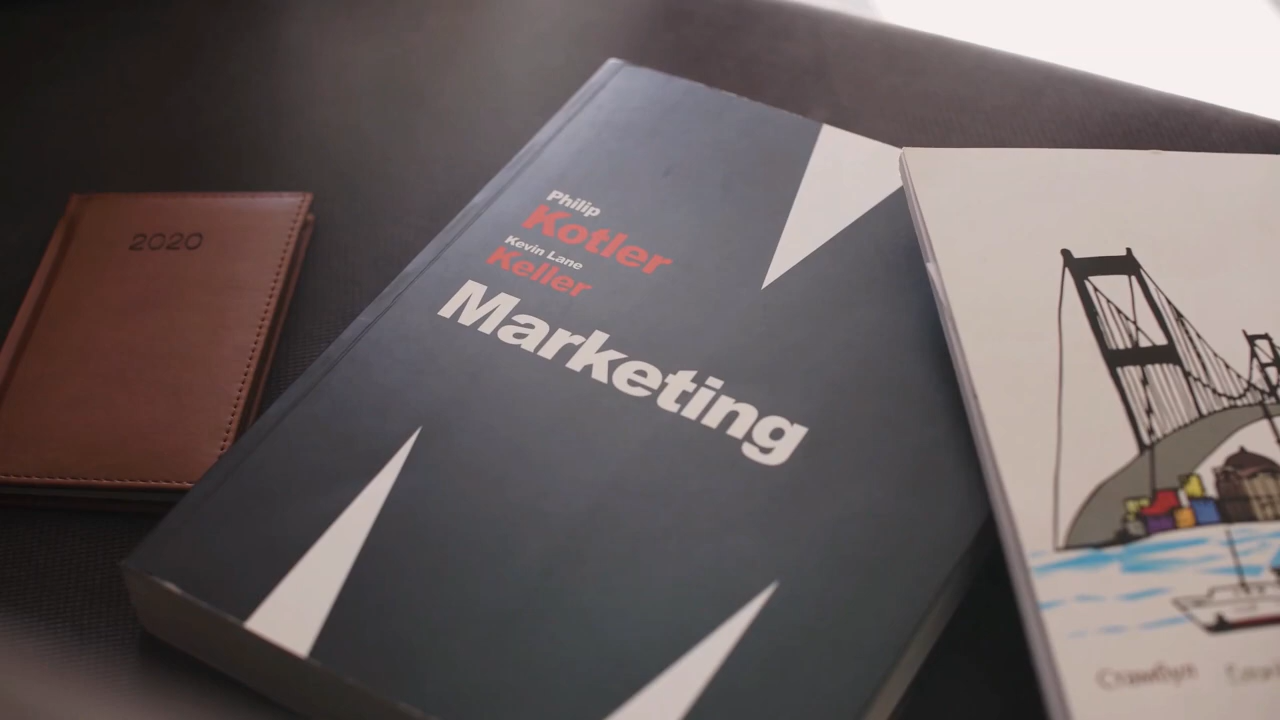 2020
Philip
Kotler
Kevin Lane
Keller
Marketing
Стамбул